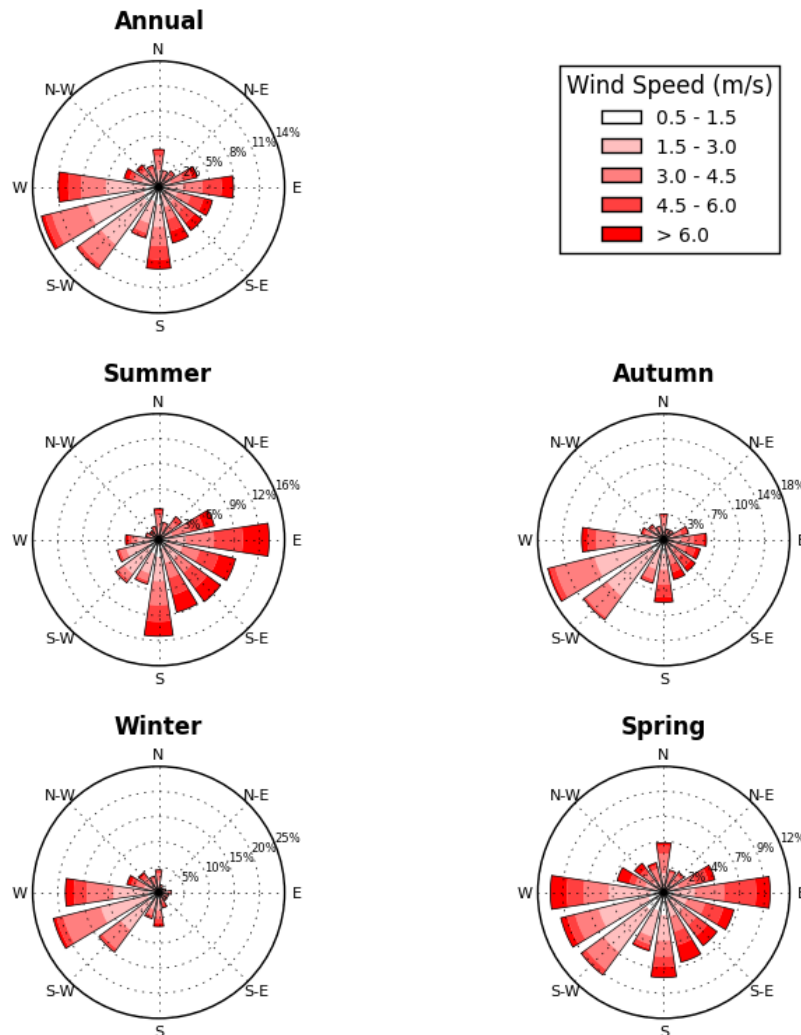 Annual
N
N-W
N-E
14%
11%
8%
5%
2%
W
E
S-W
S-E
S
Wind Speed (m/s)
0.5 - 1.5
1.5 - 3.0
3.0 - 4.5
4.5 - 6.0
> 6.0
Summer
N
N-W
N-E
16%
12%
9%
6%
3%
W
E
S-W
S-E
S
Autumn
N
N-W
N-E
18%
14%
10%
7%
3%
W
E
S-W
S-E
S
Winter
N
N-W
N-E
25%
20%
15%
10%
5%
W
E
S-W
S-E
S
Spring
N
N-W
N-E
12%
9%
7%
4%
2%
W
E
S-W
S-E
S